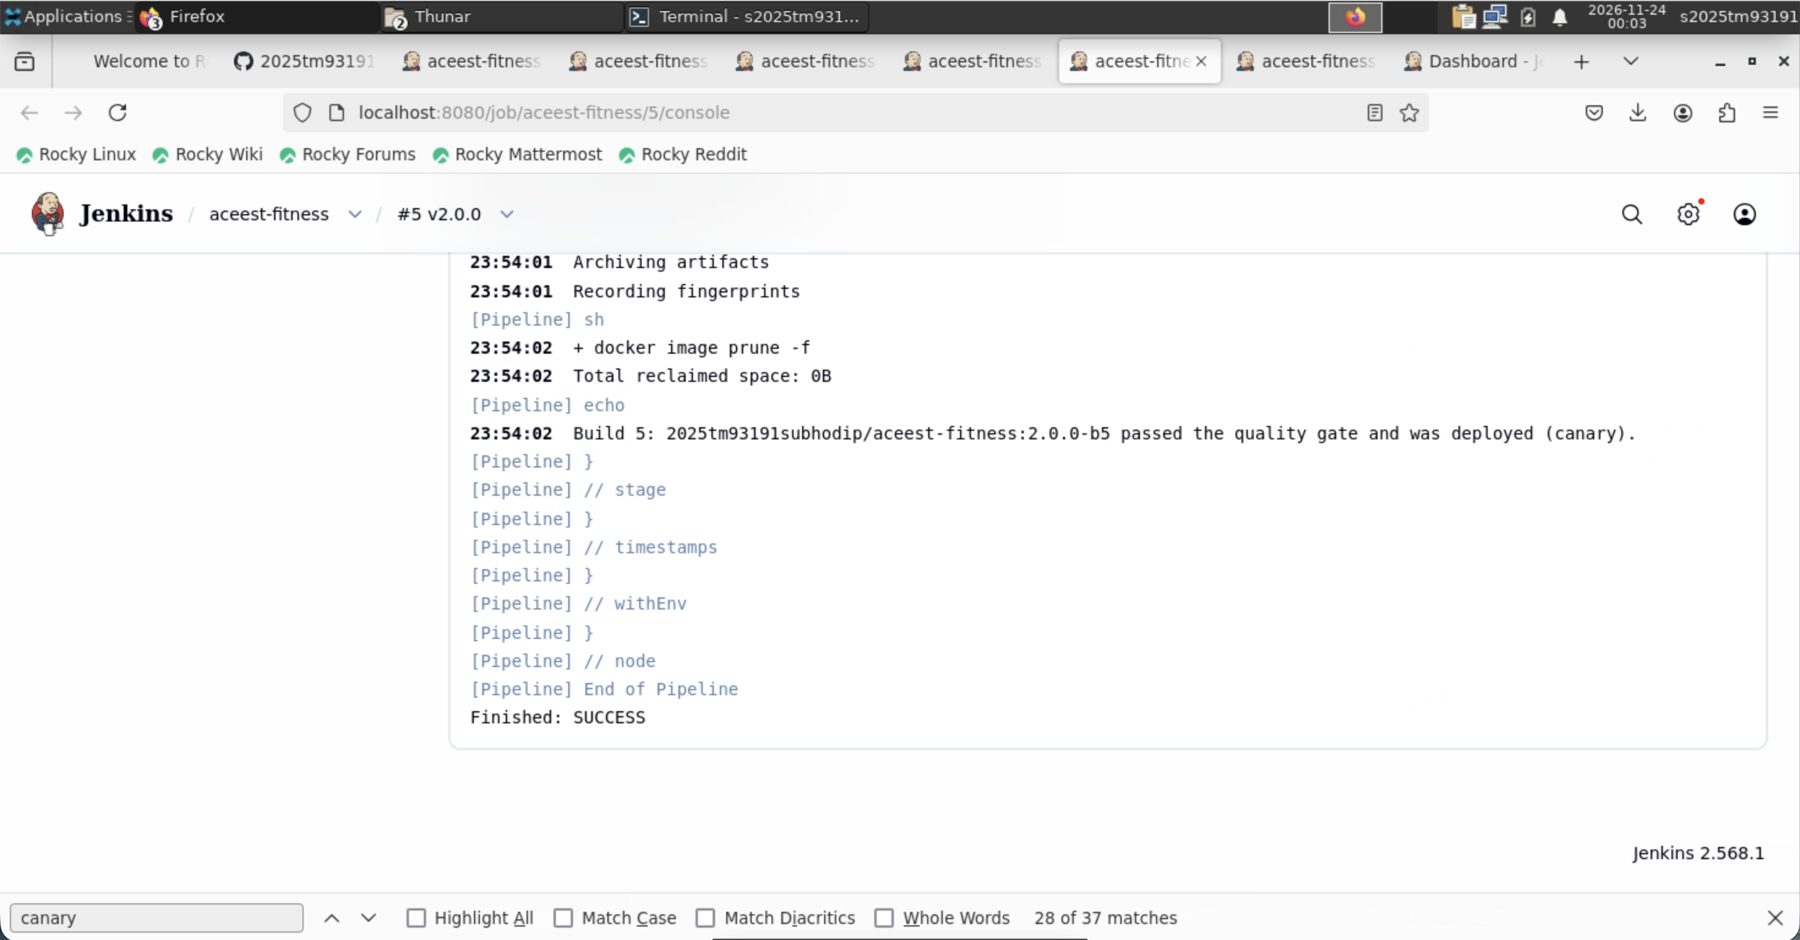 Applications Firefox Thunar Terminal - s2025tm931... 2026-11-24 00:03 s2025tm93191
3 2
Welcome to R 2025tm93191 aceest-fitness aceest-fitness aceest-fitness aceest-fitness aceest-fitne aceest-fitness Dashboard - Je
localhost:8080/job/aceest-fitness/5/console
Rocky Linux Rocky Wiki Rocky Forums Rocky Mattermost Rocky Reddit
Jenkins / aceest-fitness / #5 v2.0.0
23:54:01 Archiving artifacts
23:54:01 Recording fingerprints
[Pipeline] sh
23:54:02 + docker image prune -f
23:54:02 Total reclaimed space: 0B
[Pipeline] echo
23:54:02 Build 5: 2025tm93191subhodip/aceest-fitness:2.0.0-b5 passed the quality gate and was deployed (canary).
[Pipeline] }
[Pipeline] // stage
[Pipeline] }
[Pipeline] // timestamps
[Pipeline] }
[Pipeline] // withEnv
[Pipeline] }
[Pipeline] // node
[Pipeline] End of Pipeline
Finished: SUCCESS
Jenkins 2.568.1
canary Highlight All Match Case Match Diacritics Whole Words 28 of 37 matches